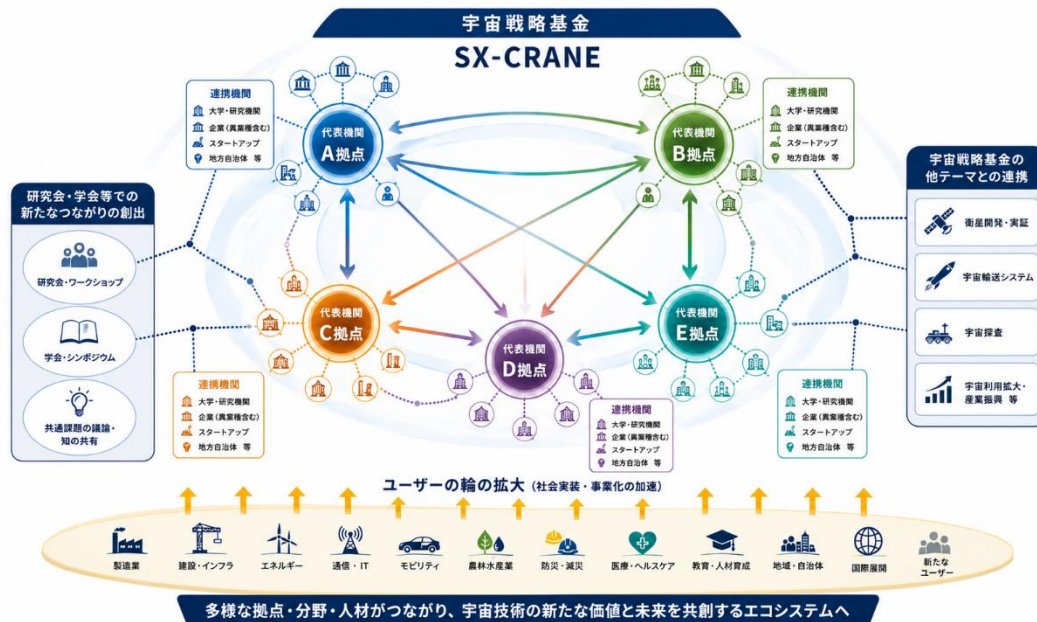 宇宙戦略基金
SX-CRANE
連携機関
大学・研究機関
企業(異業種含む)
スタートアップ
地方自治体 等
代表機関
A拠点
代表機関
B拠点
連携機関
大学・研究機関
企業(異業種含む)
スタートアップ
地方自治体 等
研究会・学会等での
新たなつながりの創出
研究会・ワークショップ
学会・シンポジウム
共通課題の議論・
知の共有
宇宙戦略基金の
他テーマとの連携
衛星開発・実証
宇宙輸送システム
宇宙探査
宇宙利用拡大・
産業振興 等
代表機関
C拠点
代表機関
D拠点
代表機関
E拠点
連携機関
大学・研究機関
企業(異業種含む)
スタートアップ
地方自治体 等
連携機関
大学・研究機関
企業(異業種含む)
スタートアップ
地方自治体 等
連携機関
大学・研究機関
企業(異業種含む)
スタートアップ
地方自治体 等
ユーザーの輪の拡大(社会実装・事業化の加速)
製造業
建設・インフラ
エネルギー
通信・IT
モビリティ
農林水産業
防災・減災
医療・ヘルスケア
教育・人材育成
地域・自治体
国際展開
新たな
ユーザー
多様な拠点・分野・人材がつながり、宇宙技術の新たな価値と未来を共創するエコシステムへ